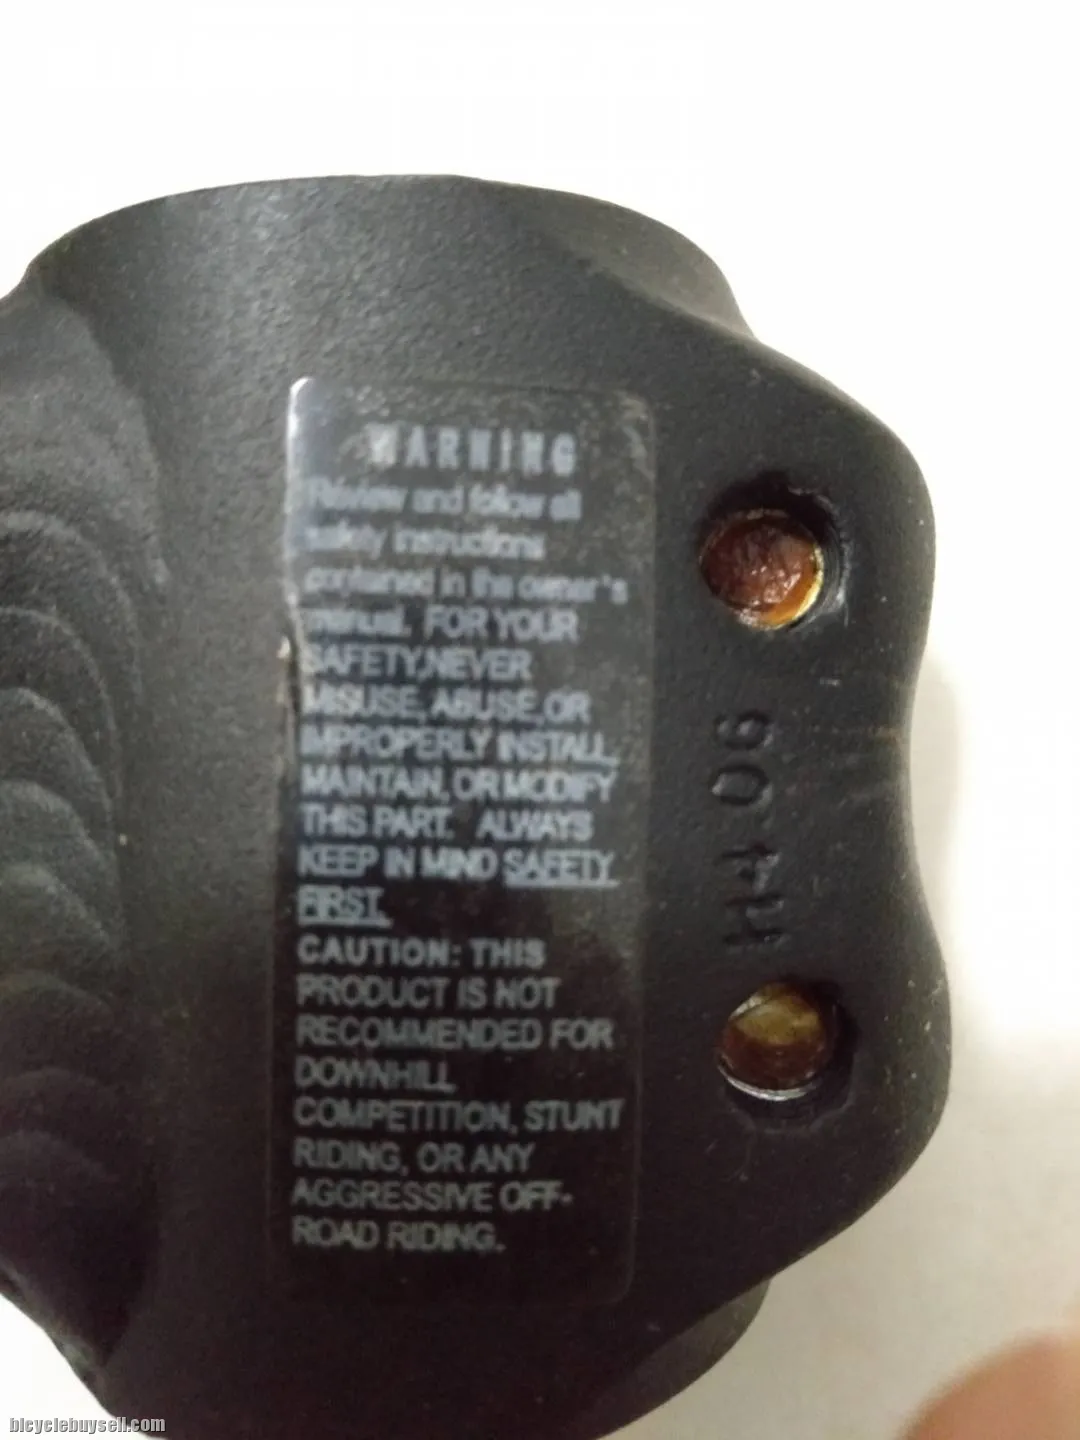 WARNING
Review and follow all
safety instructions
contained in the owner's
manual. FOR YOUR
SAFETY,NEVER
MISUSE, ABUSE,OR
IMPROPERLY INSTALL,
MAINTAIN, OR MODIFY
THIS PART. ALWAYS
KEEP IN MIND SAFETY
FIRST.
CAUTION: THIS
PRODUCT IS NOT
RECOMMENDED FOR
DOWNHILL
COMPETITION, STUNT
RIDING, OR ANY
AGGRESSIVE OFF-
ROAD RIDING.
bicyclebuysell.com